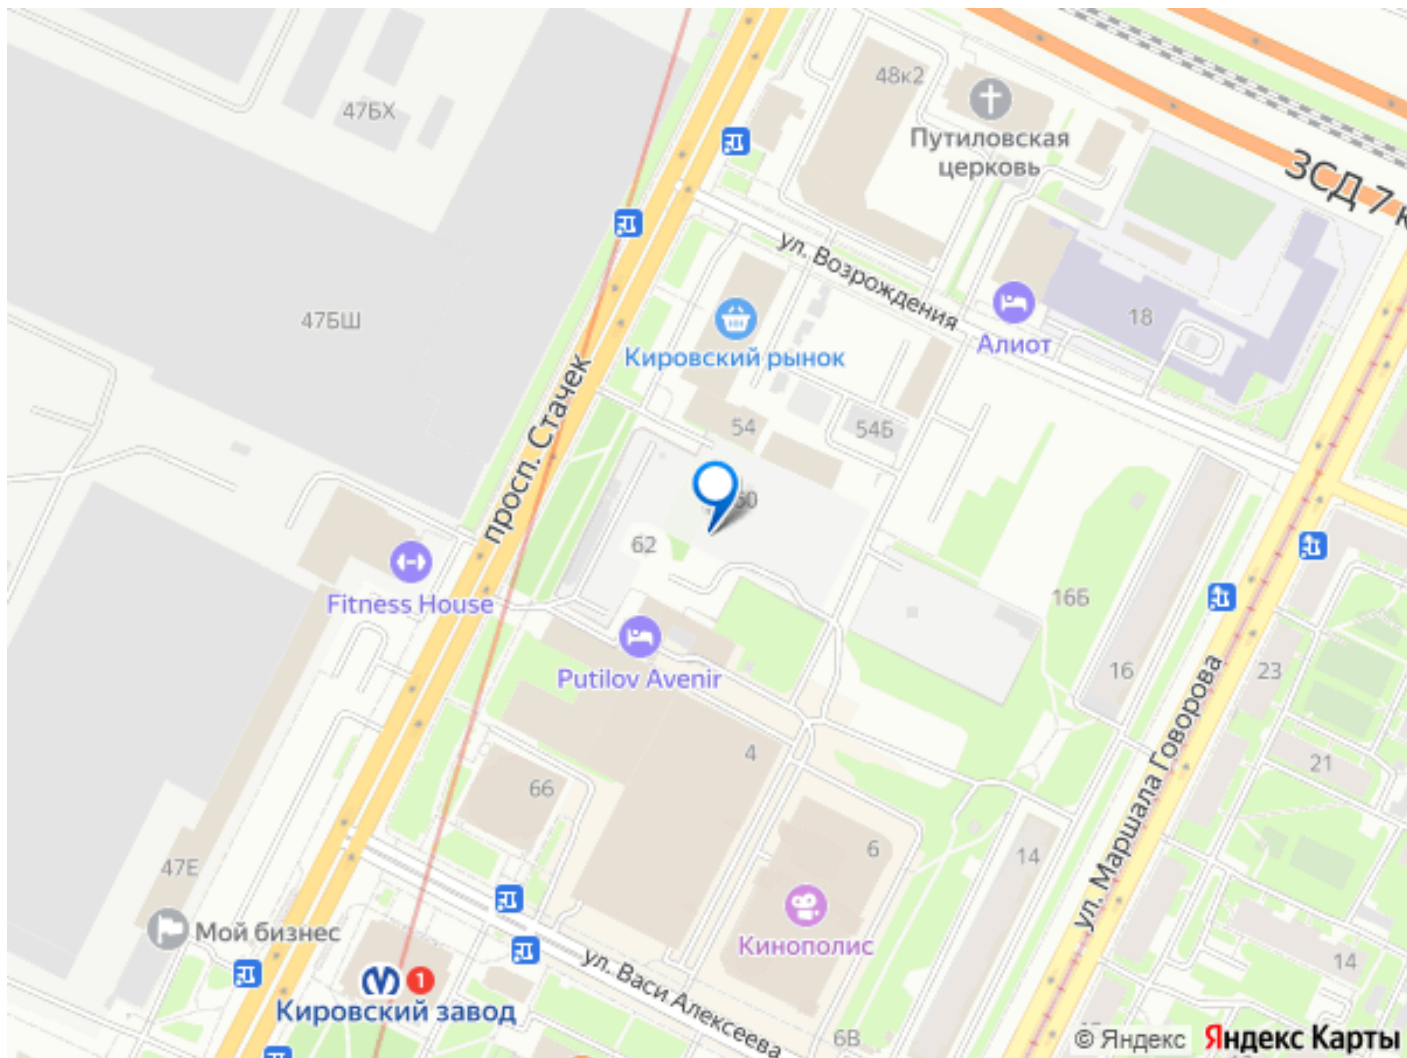 48к2
47БХ
Путиловская
церковь
ЗСД 7 к
ул. Возрождения
47БШ
18
Алиот
Кировский рынок
просп. Стачек
54
54Б
60
62
Fitness House
16Б
Putilov Avenir
16
23
ул. Маршала Говорова
4
21
66
6
14
47Е
Мой бизнес
Кинополис
ул. Васи Алексеева
14
1
Кировский завод
6В
© Яндекс Яндекс Карты